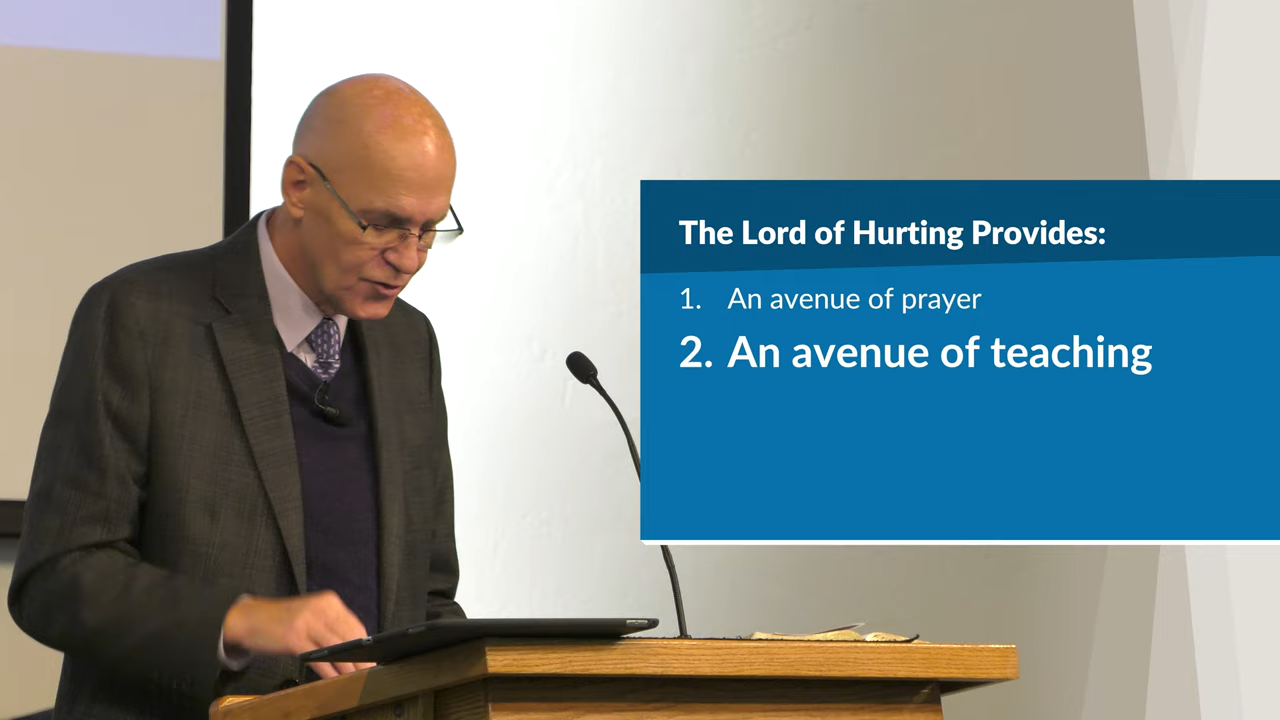 The Lord of Hurting Provides:
1. An avenue of prayer
2. An avenue of teaching